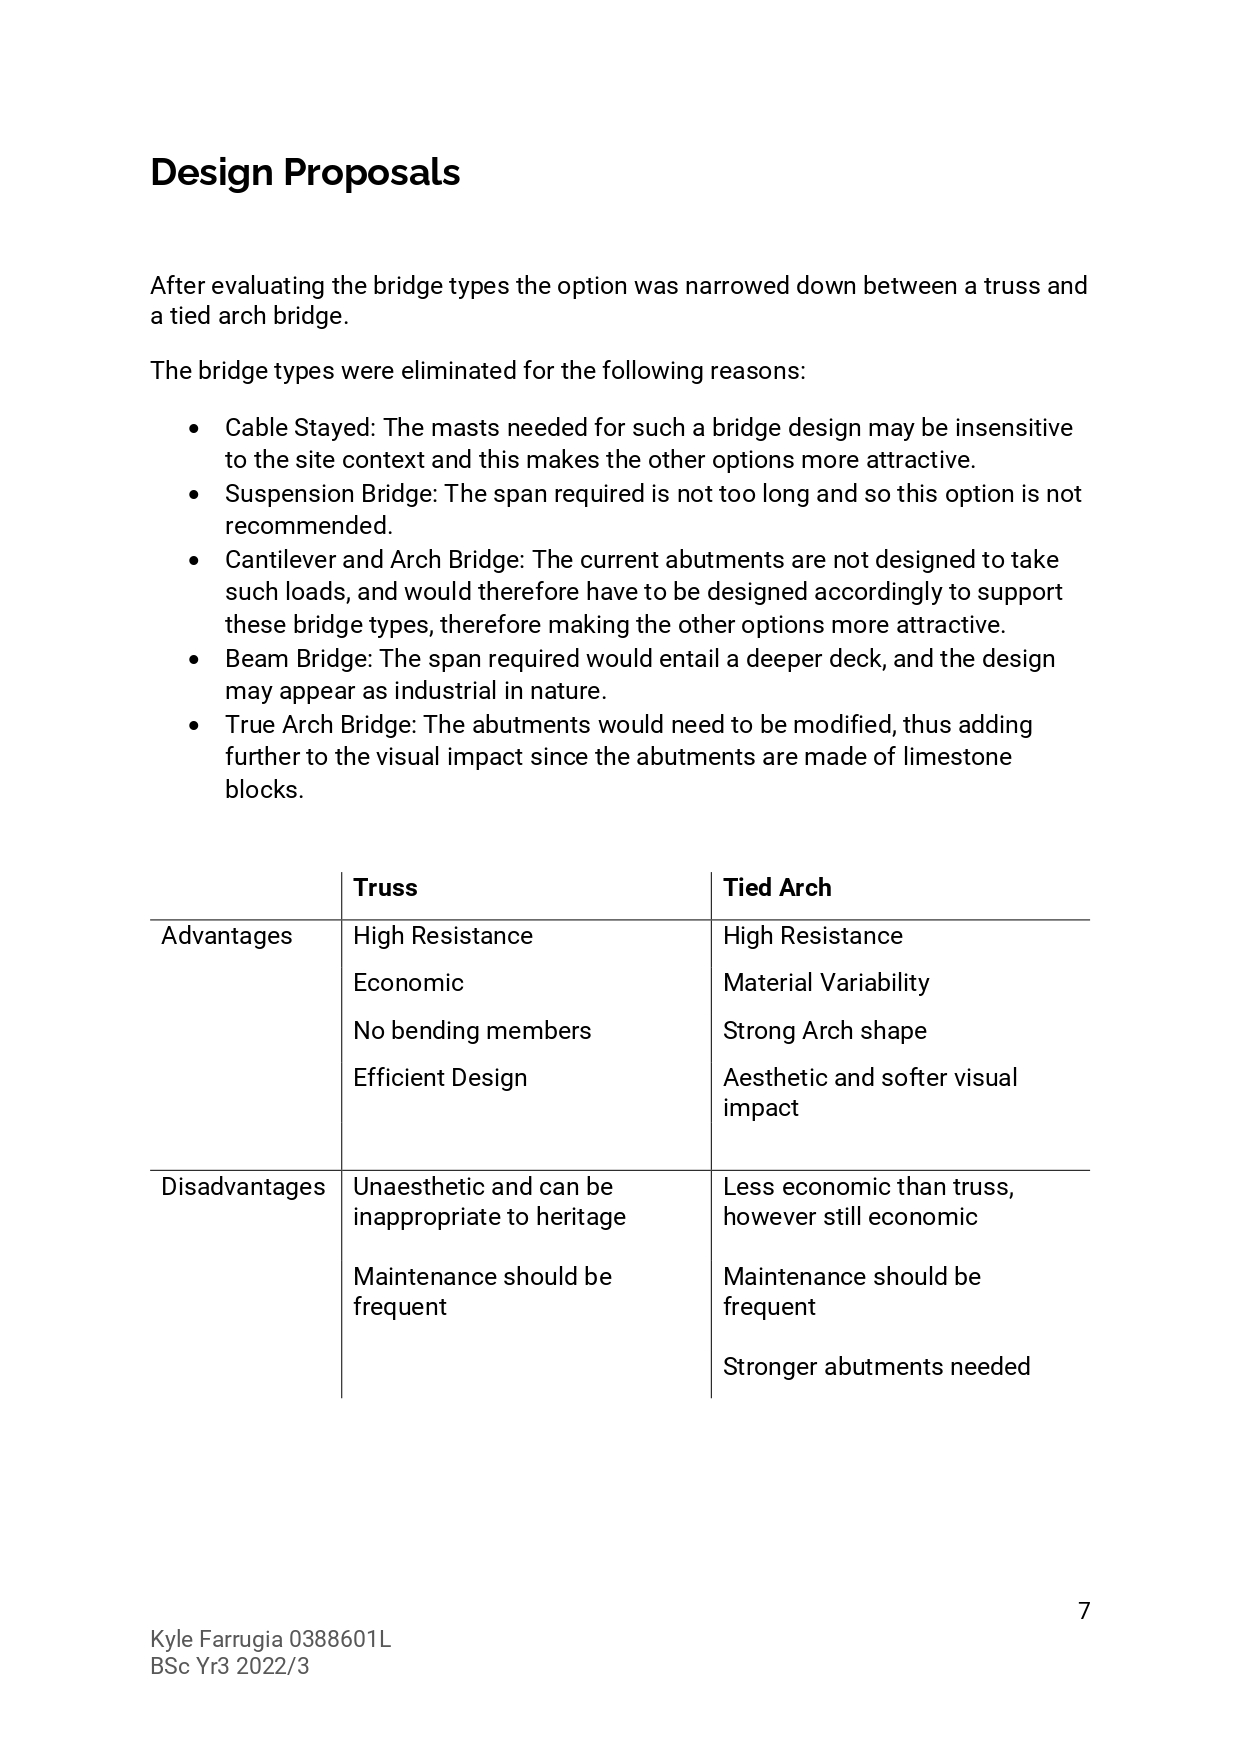 Design Proposals
After evaluating the bridge types the option was narrowed down between a truss and
a tied arch bridge.
The bridge types were eliminated for the following reasons:
• Cable Stayed: The masts needed for such a bridge design may be insensitive
to the site context and this makes the other options more attractive.
• Suspension Bridge: The span required is not too long and so this option is not
recommended.
• Cantilever and Arch Bridge: The current abutments are not designed to take
such loads, and would therefore have to be designed accordingly to support
these bridge types, therefore making the other options more attractive.
• Beam Bridge: The span required would entail a deeper deck, and the design
may appear as industrial in nature.
• True Arch Bridge: The abutments would need to be modified, thus adding
further to the visual impact since the abutments are made of limestone
blocks.
Truss Tied Arch
Advantages High Resistance High Resistance
Economic Material Variability
No bending members Strong Arch shape
Efficient Design Aesthetic and softer visual
impact
Disadvantages Unaesthetic and can be Less economic than truss,
inappropriate to heritage however still economic
Maintenance should be Maintenance should be
frequent frequent
Stronger abutments needed
7
Kyle Farrugia 0388601L
BSc Yr3 2022/3